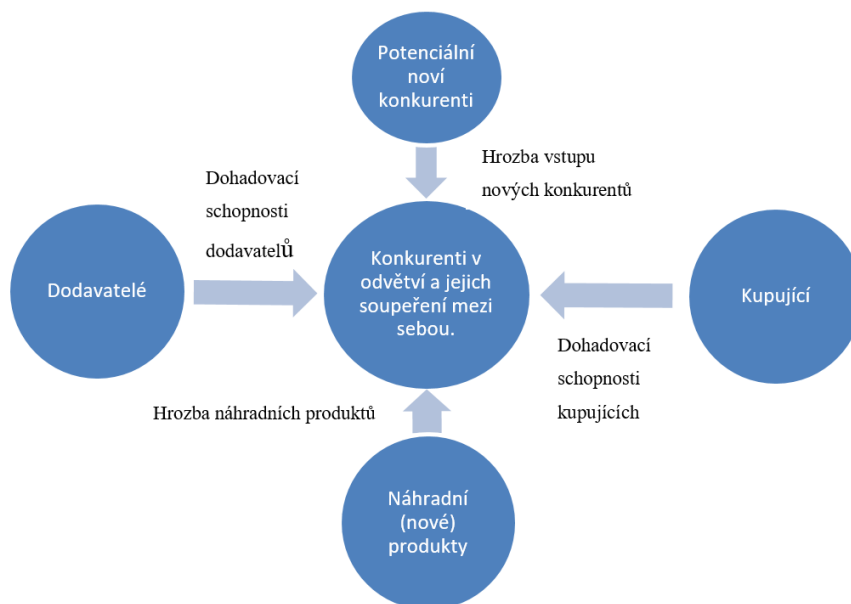 Potenciální
noví
konkurenti
Hrozba vstupu
nových konkurentů
Dohadovací
schopnosti
dodavatelů
Dodavatelé
Konkurenti v
odvětví a jejich
soupeření mezi
sebou.
Kupující
Dohadovací
schopnosti
kupujících
Hrozba náhradních produktů
Náhradní
(nové)
produkty